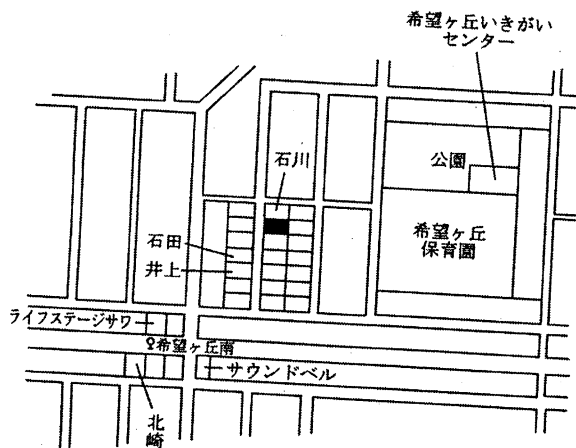 希望ヶ丘いきがい
センター
公園
石川
希望ヶ丘
保育園
石田
井上
ライフステージサワ
希望ヶ丘南
サウンドベル
北崎